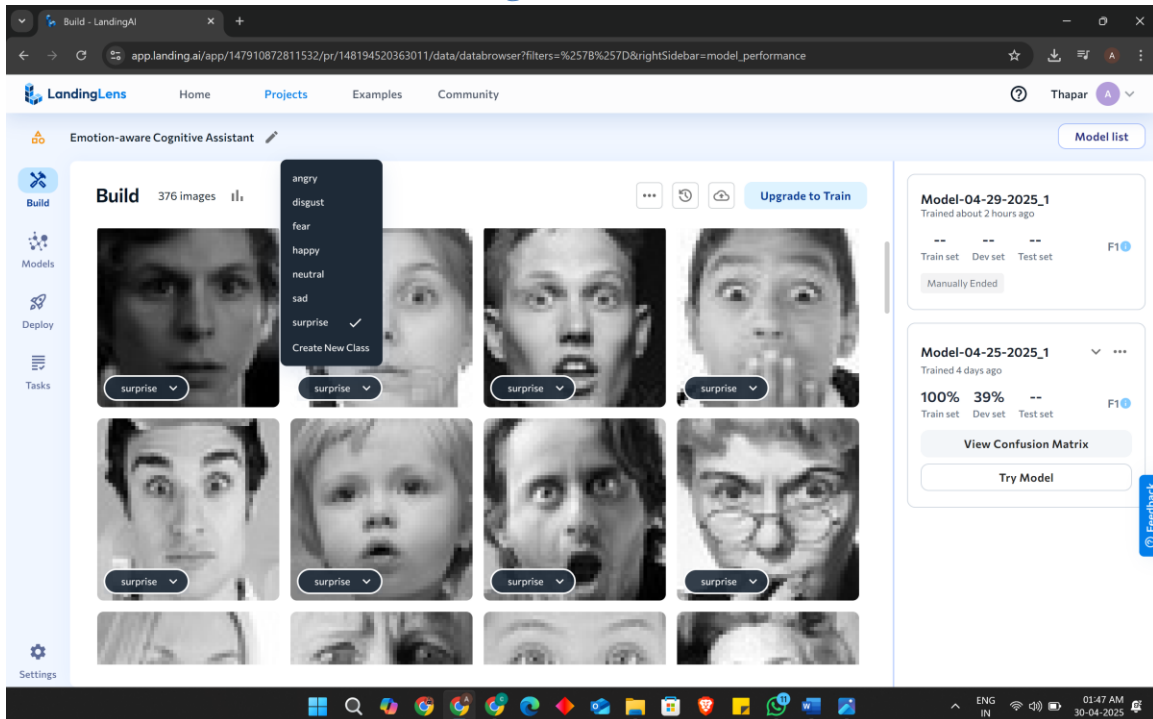 Build - LandingAI
app.landing.ai/app/147910872811532/pr/148194520363011/data/databrowser?filters=%257B%257D&rightSidebar=model_performance
A
LandingLens
Home
Projects
Examples
Community
Thapar
A
Emotion-aware Cognitive Assistant
Model list
Build
Models
Deploy
Tasks
Settings
Build
376 images
Upgrade to Train
angry
disgust
fear
happy
neutral
sad
surprise
Create New Class
surprise
surprise
surprise
surprise
surprise
surprise
surprise
surprise
Model-04-29-2025_1
Trained about 2 hours ago
-- -- -- F1
Train set Dev set Test set
Manually Ended
Model-04-25-2025_1
Trained 4 days ago
100% 39% -- F1
Train set Dev set Test set
View Confusion Matrix
Try Model
Feedback
ENG
IN
01:47 AM
30-04-2025